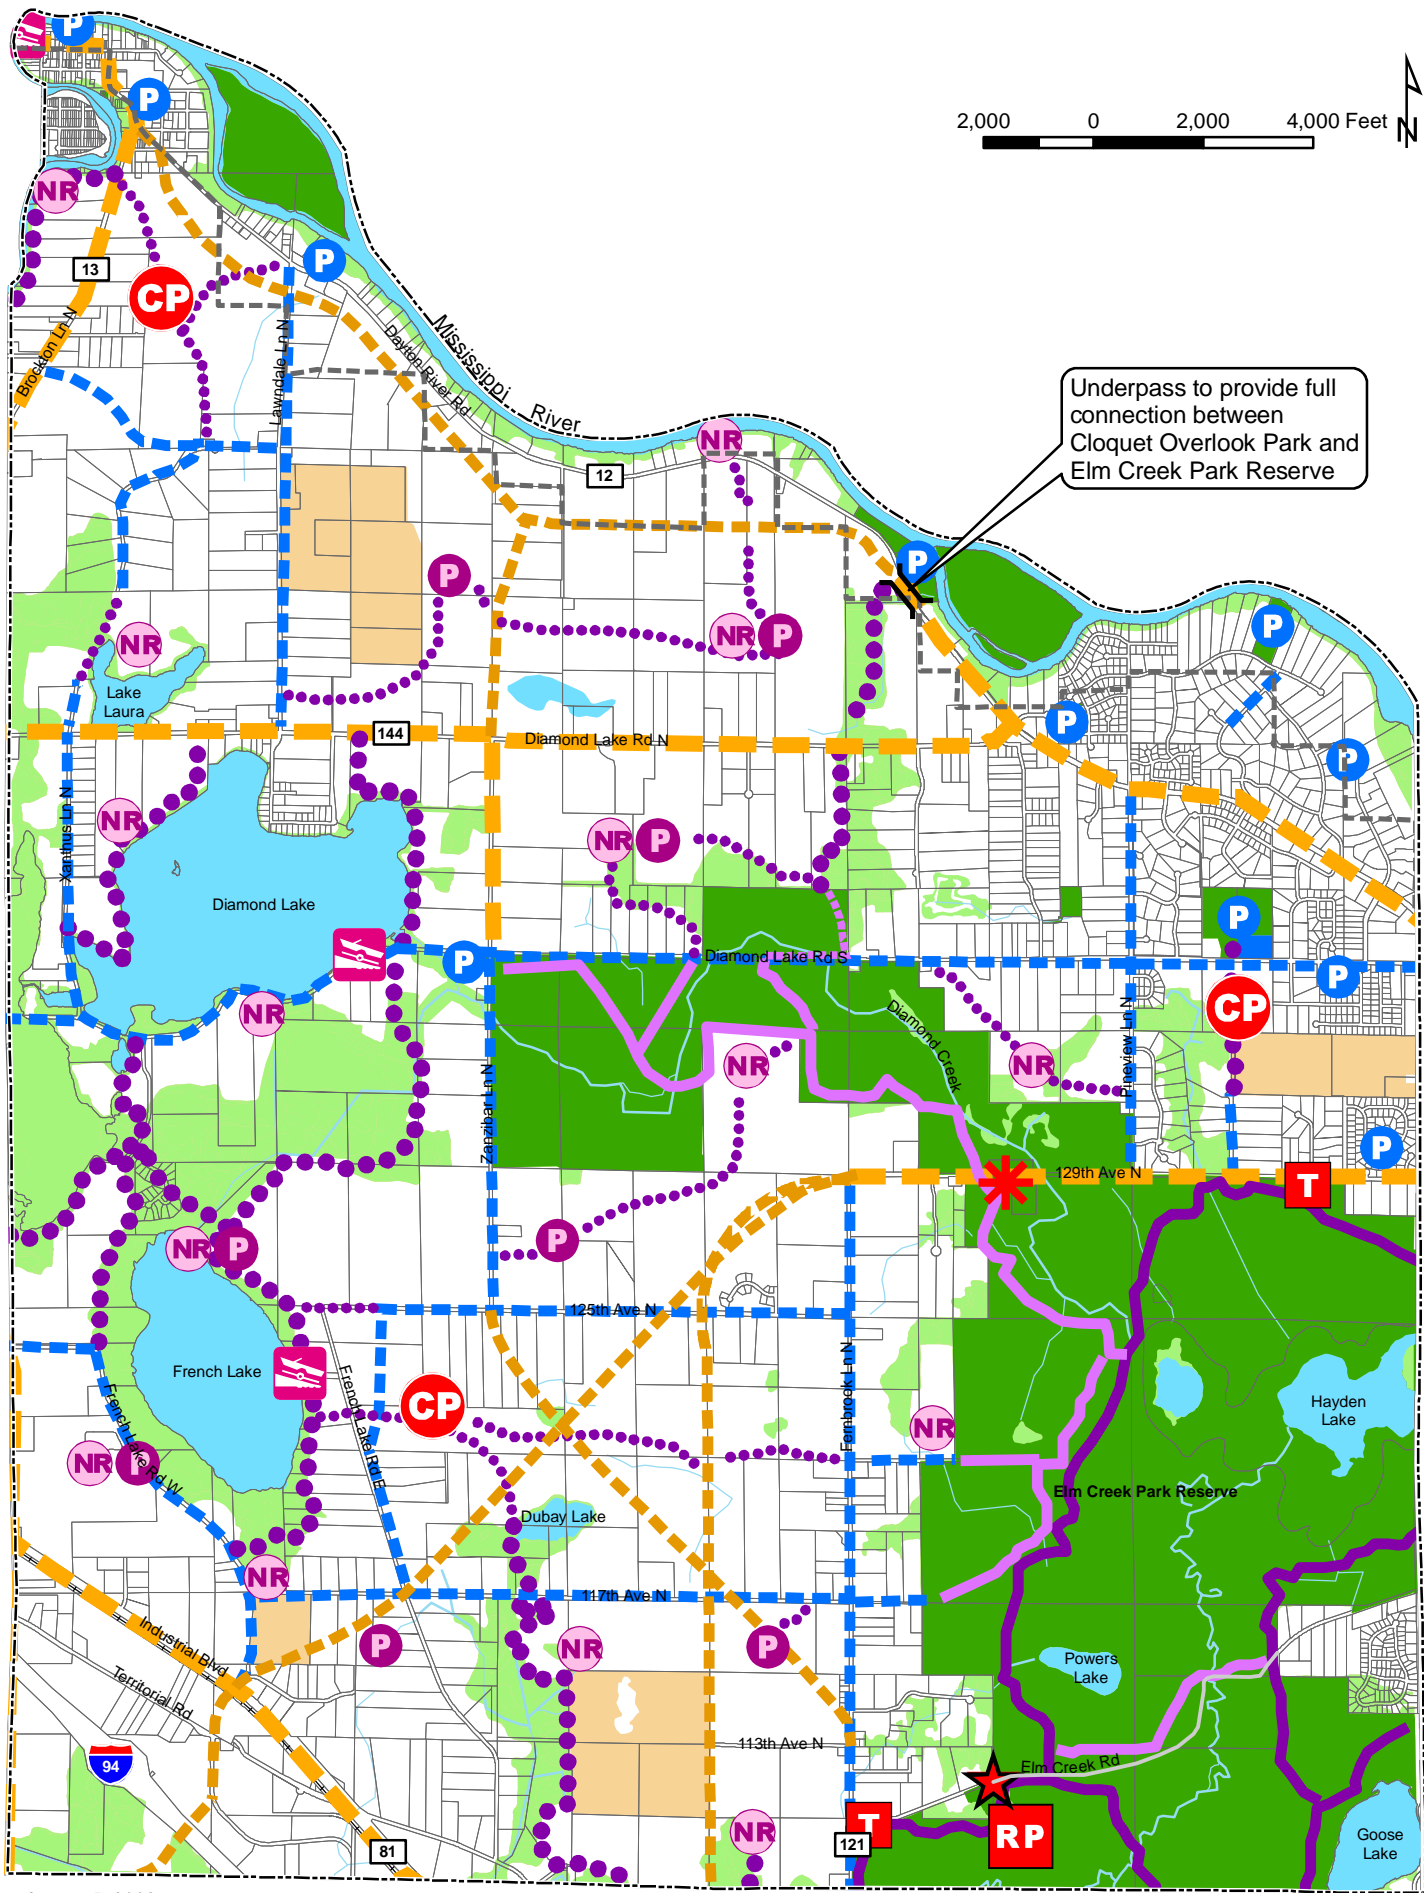 P
P
2,000 0 2,000 4,000 Feet
N
NR
13
P
CP
Mississippi
River
Brockton Ln N
Lawndale Ln N
Dayton River Rd
Underpass to provide full
connection between
Cloquet Overlook Park and
Elm Creek Park Reserve
NR
12
P
P
NR
NR
P
P
Lake
Laura
P
144
Diamond Lake Rd N
P
Xanthus Ln N
NR
NR
P
Diamond Lake
P
P
Diamond Lake Rd S
P
NR
CP
Diamond Creek
Pineview Ln N
NR
NR
Zanzibar Ln N
P
129th Ave N
T
NR
P
P
125th Ave N
French Lake
French Lake Rd E
CP
Fernbrook Ln N
NR
Hayden
Lake
French Lake Rd W
NR
P
Elm Creek Park Reserve
Dubay Lake
NR
117th Ave N
Industrial Blvd
P
NR
P
Powers
Lake
Territorial Rd
113th Ave N
94
Elm Creek Rd
T
NR
RP
121
81
Goose
Lake